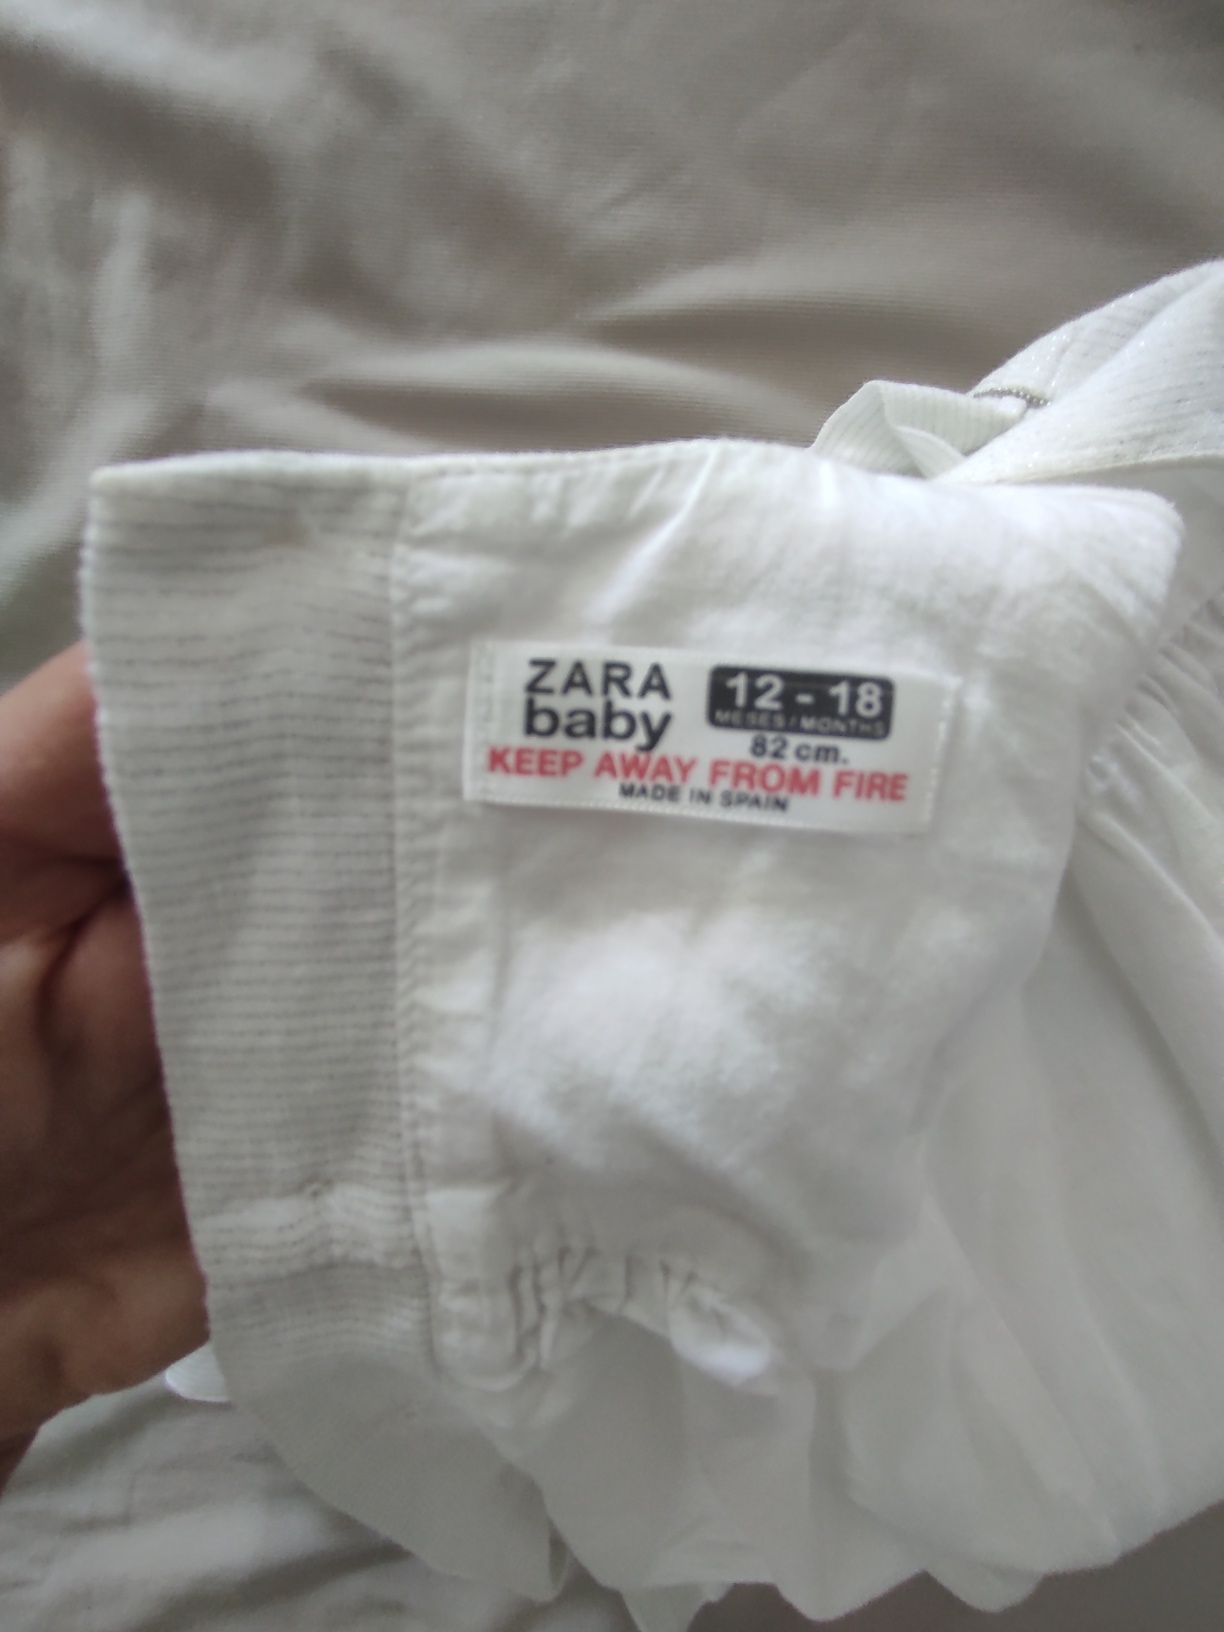 ZARA
baby
12 - 18
MESES / MONTHS
82 cm.
KEEP AWAY FROM FIRE
MADE IN SPAIN